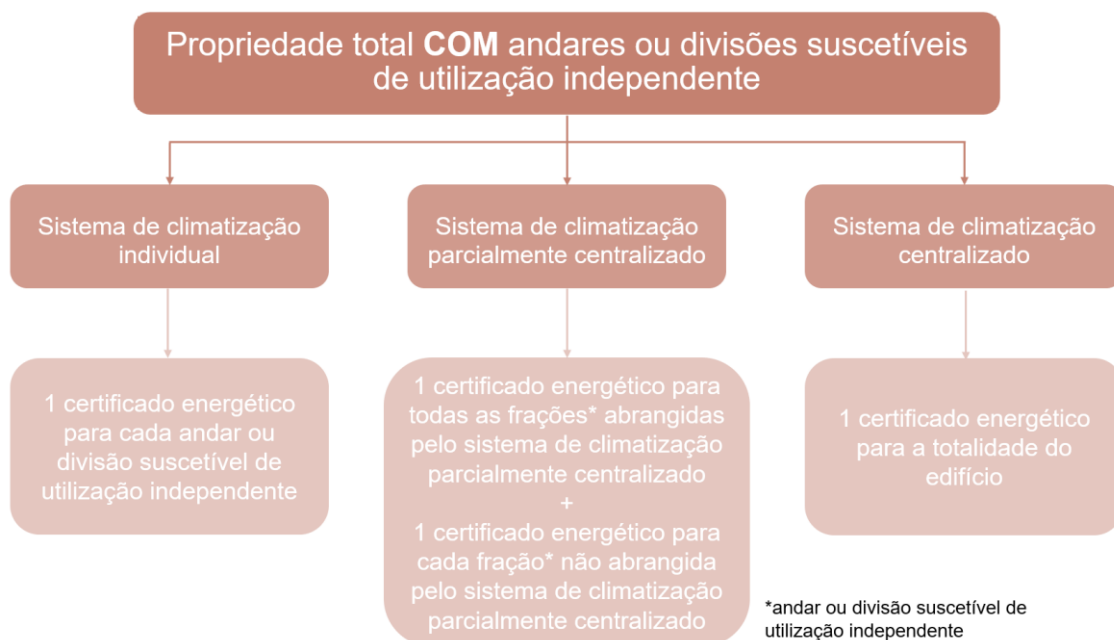 Propriedade total COM andares ou divisões suscetíveis
de utilização independente
Sistema de climatização
individual
Sistema de climatização
parcialmente centralizado
Sistema de climatização
centralizado
1 certificado energético
para cada andar ou
divisão suscetível de
utilização independente
1 certificado energético para
todas as frações* abrangidas
pelo sistema de climatização
parcialmente centralizado
+
1 certificado energético para
cada fração* não abrangida
pelo sistema de climatização
parcialmente centralizado
1 certificado energético
para a totalidade do
edifício
*andar ou divisão suscetível de
utilização independente